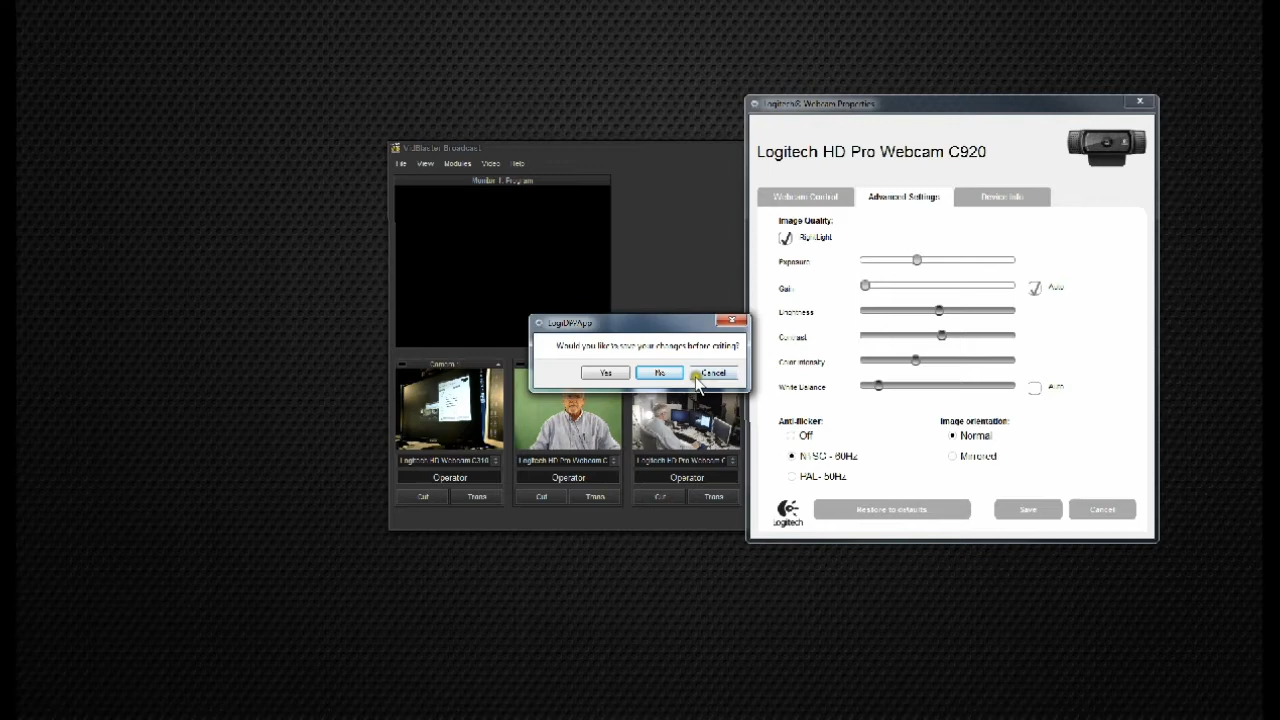 Logitech® Webcam Properties
Logitech HD Pro Webcam C920
Webcam Control Advanced Settings Device Info
Image Quality:
RightLight
Exposure
Gain
Auto
Brightness
Contrast
Color intensity
White Balance
Auto
Anti-flicker:
Off
NTSC - 60Hz
PAL- 50Hz
Image orientation:
Normal
Mirrored
Logitech
Restore to defaults
Save
Cancel
VidBlaster Broadcast
File View Modules Video Help
Monitor 1: Program
Would you like to save your changes before exiting?
Yes No Cancel
Camera 1
Logitech HD Webcam C310
Logitech HD Pro Webcam C
Logitech HD Pro Webcam C
Operator Operator Operator
Cut Trans Cut Trans Cut Trans